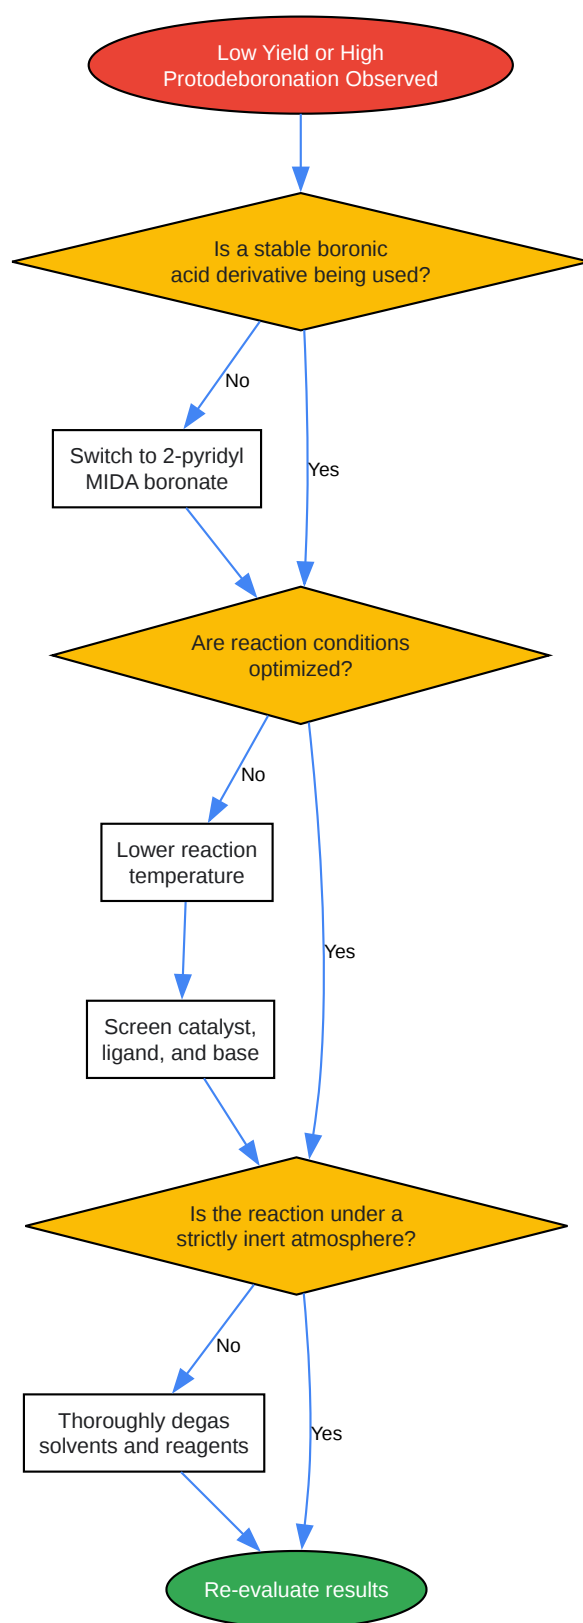 Low Yield or High
Protodeboronation Observed
Is a stable boronic
acid derivative being used?
No
Switch to 2-pyridyl
MIDA boronate
Yes
Are reaction conditions
optimized?
No
Lower reaction
temperature
Yes
Screen catalyst,
ligand, and base
Is the reaction under a
strictly inert atmosphere?
No
Thoroughly degas
solvents and reagents
Yes
Re-evaluate results